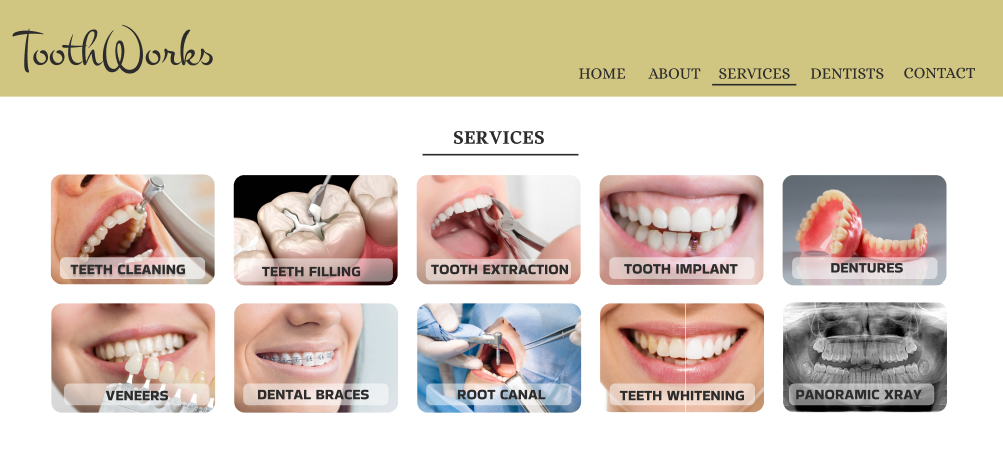 ToothWorks
HOME ABOUT SERVICES DENTISTS CONTACT
SERVICES
TEETH CLEANING
TEETH FILLING
TOOTH EXTRACTION
TOOTH IMPLANT
DENTURES
VENEERS
DENTAL BRACES
ROOT CANAL
TEETH WHITENING
PANORAMIC XRAY